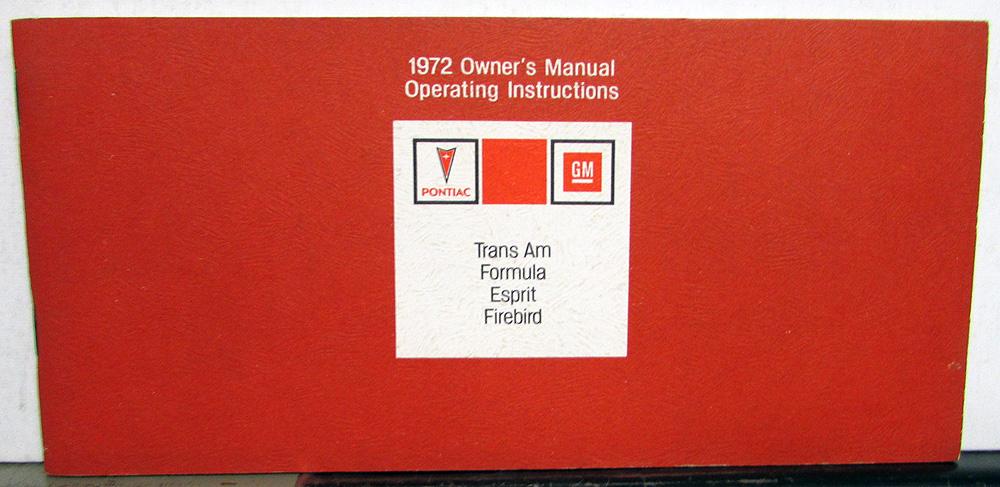 1972 Owner's Manual
Operating Instructions
PONTIAC
GM
Trans Am
Formula
Esprit
Firebird